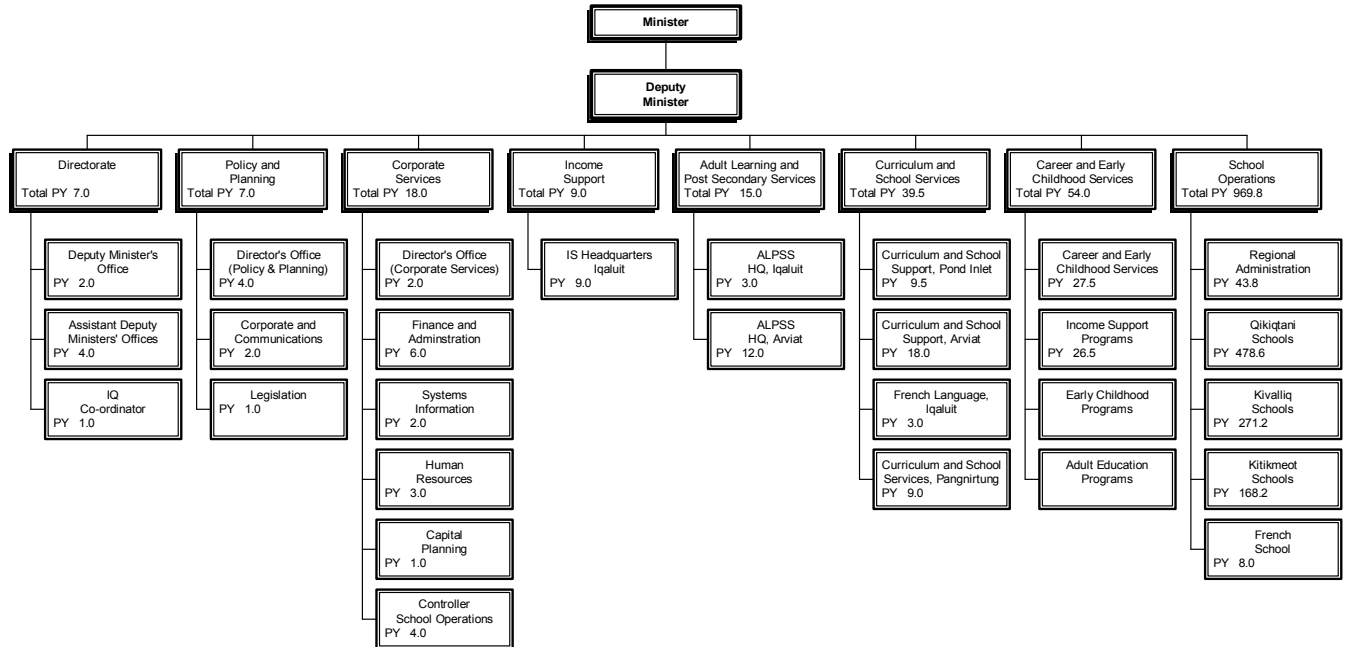 Minister
Deputy
Minister
Directorate
Total PY 7.0
Policy and
Planning
Total PY 7.0
Corporate
Services
Total PY 18.0
Income
Support
Total PY 9.0
Adult Learning and
Post Secondary Services
Total PY 15.0
Curriculum and
School Services
Total PY 39.5
Career and Early
Childhood Services
Total PY 54.0
School
Operations
Total PY 969.8
Deputy Minister's
Office
PY 2.0
Assistant Deputy
Ministers' Offices
PY 4.0
IQ
Co-ordinator
PY 1.0
Director's Office
(Policy & Planning)
PY 4.0
Corporate and
Communications
PY 2.0
Legislation
PY 1.0
Director's Office
(Corporate Services)
PY 2.0
Finance and
Adminstration
PY 6.0
Systems
Information
PY 2.0
Human
Resources
PY 3.0
Capital
Planning
PY 1.0
Controller
School Operations
PY 4.0
IS Headquarters
Iqaluit
PY 9.0
ALPSS
HQ, Iqaluit
PY 3.0
ALPSS
HQ, Arviat
PY 12.0
Curriculum and School
Support, Pond Inlet
PY 9.5
Curriculum and School
Support, Arviat
PY 18.0
French Language,
Iqaluit
PY 3.0
Curriculum and School
Services, Pangnirtung
PY 9.0
Career and Early
Childhood Services
PY 27.5
Income Support
Programs
PY 26.5
Early Childhood
Programs
Adult Education
Programs
Regional
Administration
PY 43.8
Qikiqtani
Schools
PY 478.6
Kivalliq
Schools
PY 271.2
Kitikmeot
Schools
PY 168.2
French
School
PY 8.0